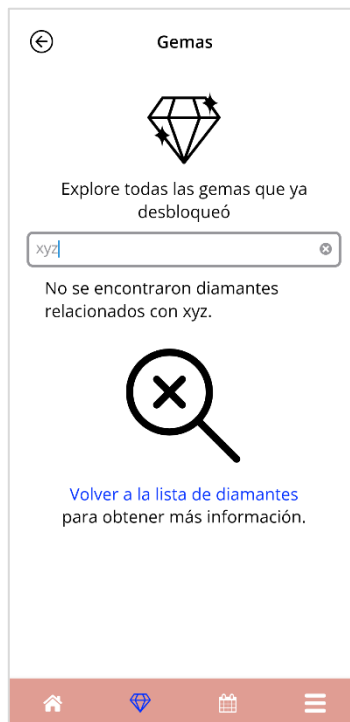 Gemas
Explore todas las gemas que ya
desbloqueó
xyz
No se encontraron diamantes
relacionados con xyz.
Volver a la lista de diamantes
para obtener más información.